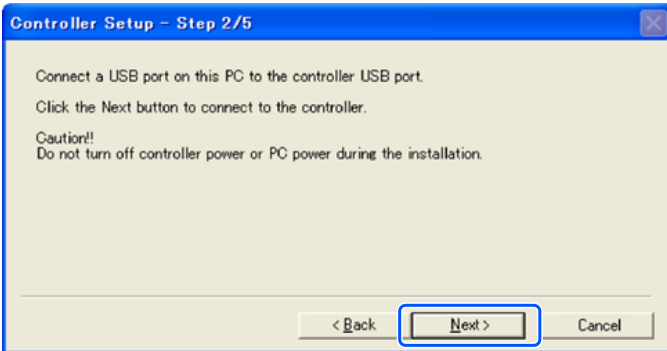 Controller Setup - Step 2/5
Connect a USB port on this PC to the controller USB port.
Click the Next button to connect to the controller.
Caution!!
Do not turn off controller power or PC power during the installation.
< Back
Next >
Cancel